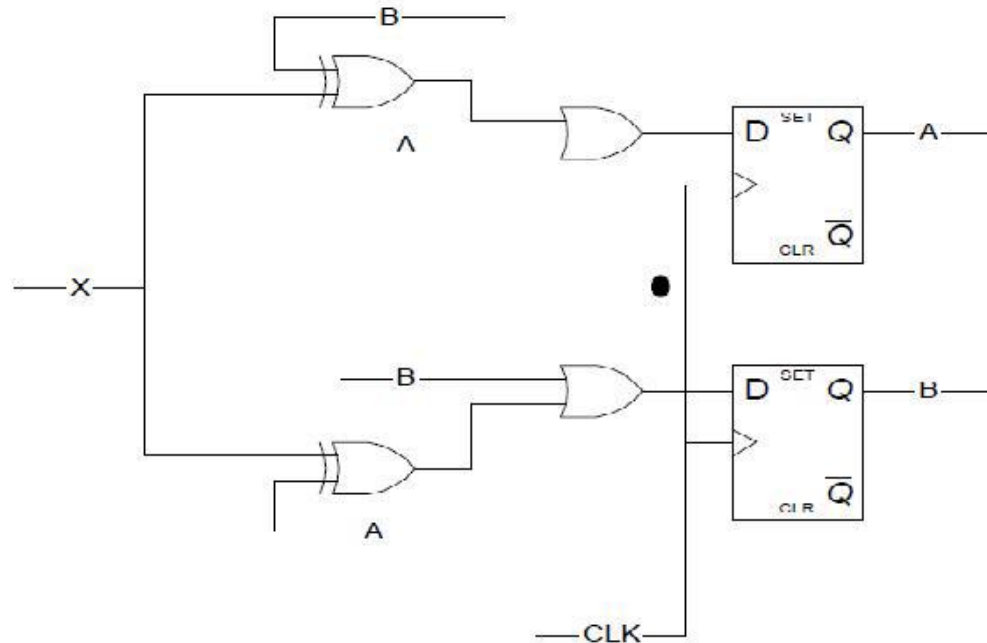 B
Λ
D SET Q A
CLR Q̅
X
B
D SET Q B
A
CLR Q̅
CLK